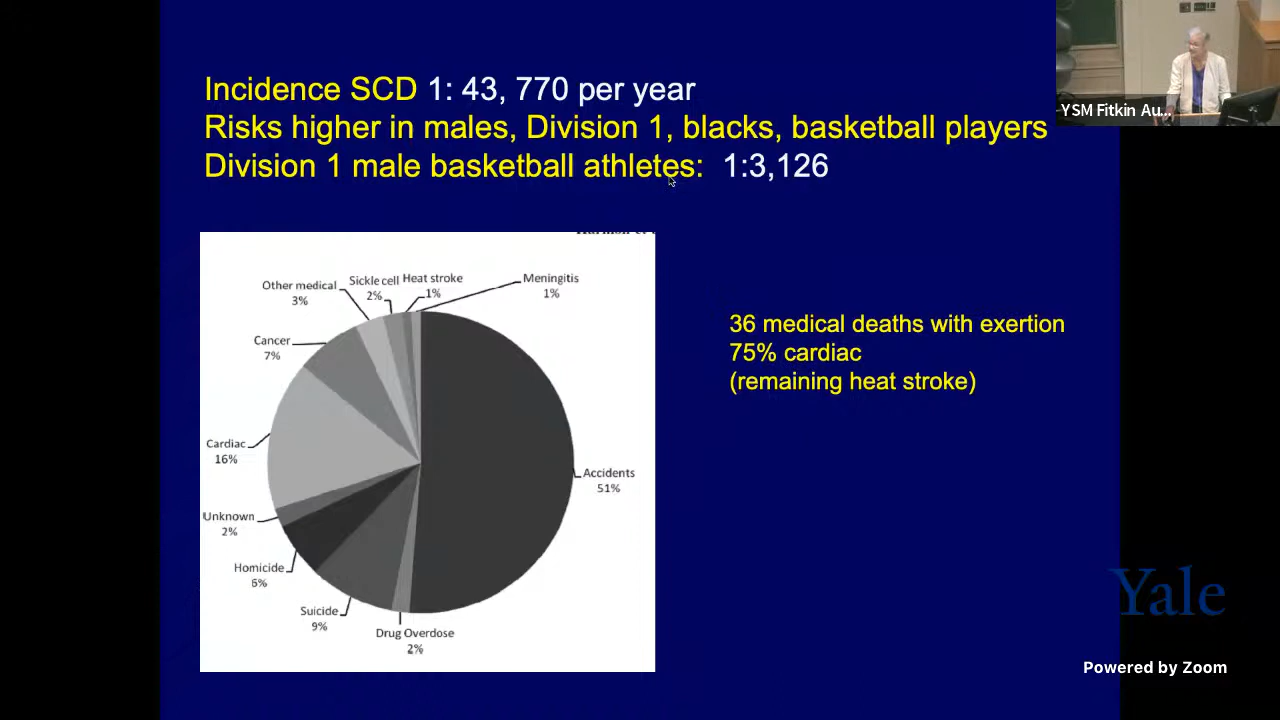 Incidence SCD 1: 43, 770 per year
Risks higher in males, Division 1, blacks, basketball players
Division 1 male basketball athletes: 1:3,126
YSM Fitkin Au...
Other medical
3%
Sickle cell
2%
Heat stroke
1%
Meningitis
1%
Cancer
7%
Cardiac
16%
Unknown
2%
Homicide
6%
Suicide
9%
Drug Overdose
2%
Accidents
51%
36 medical deaths with exertion
75% cardiac
(remaining heat stroke)
Yale
Powered by Zoom